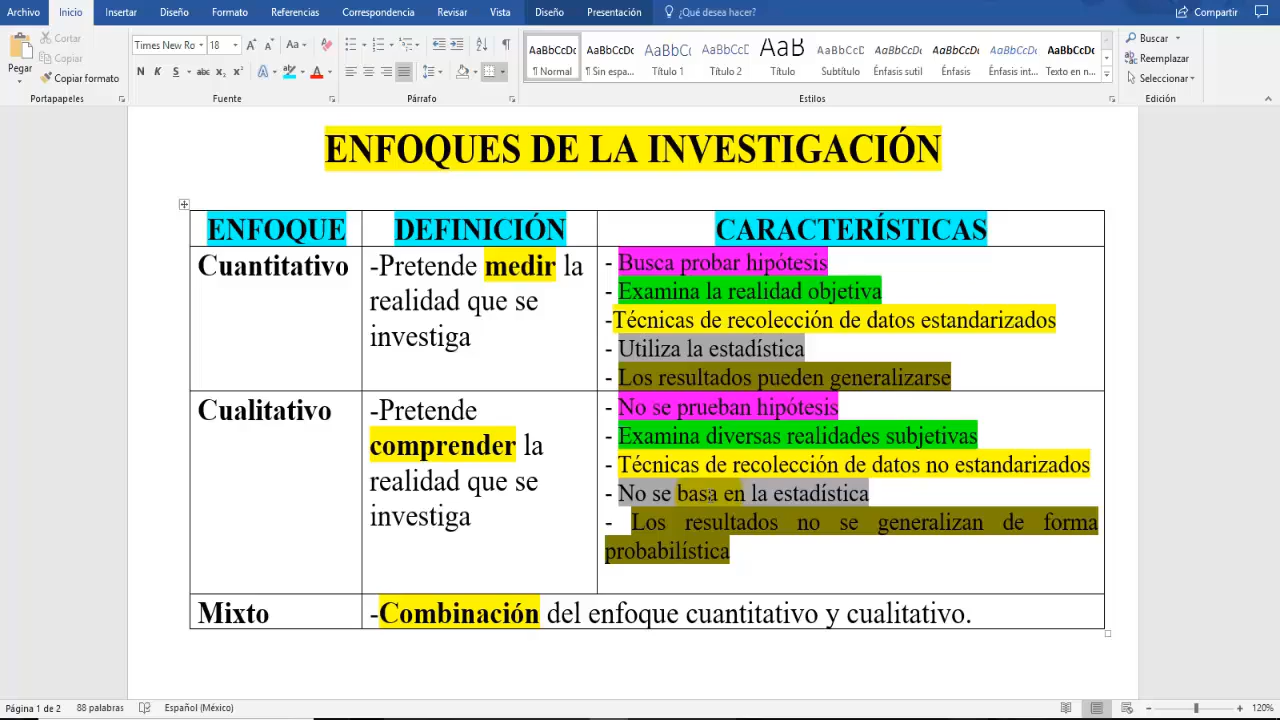 Archivo Inicio Insertar Diseño Formato Referencias Correspondencia Revisar Vista Diseño Presentación ¿Qué desea hacer? Compartir
Pegar
Cortar
Copiar
Copiar formato
Portapapeles
Times New Ro 18 Aa
N K S abc x₂ x² A A
Fuente
Párrafo
AaBbCcDc AaBbCcDc AaBbCc AaBbCcD AaB AaBbCcD AaBbCcDc AaBbCcDc AaBbCcDc AaBbCcDc
¶ Normal ¶ Sin espa... Título 1 Título 2 Título Subtítulo Énfasis sutil Énfasis Énfasis int... Texto en n...
Estilos
Buscar
Reemplazar
Seleccionar
Edición
ENFOQUES DE LA INVESTIGACIÓN
ENFOQUE DEFINICIÓN CARACTERÍSTICAS
Cuantitativo
-Pretende medir la
realidad que se
investiga
- Busca probar hipótesis
- Examina la realidad objetiva
-Técnicas de recolección de datos estandarizados
- Utiliza la estadística
- Los resultados pueden generalizarse
Cualitativo
-Pretende
comprender la
realidad que se
investiga
- No se prueban hipótesis
- Examina diversas realidades subjetivas
- Técnicas de recolección de datos no estandarizados
- No se basa en la estadística
- Los resultados no se generalizan de forma
probabilística
Mixto
-Combinación del enfoque cuantitativo y cualitativo.
Página 1 de 2 88 palabras Español (México) 120%